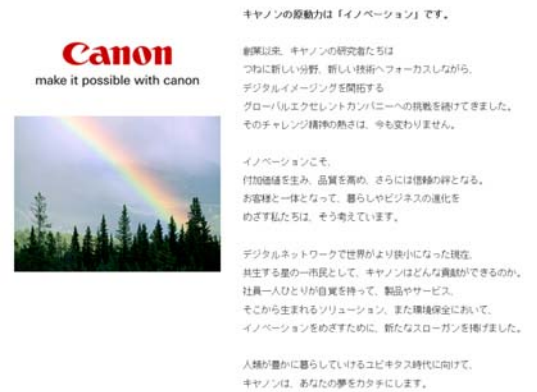 Canon
make it possible with canon
キヤノンの原動力は「イノベーション」です。
創業以来、キヤノンの研究者たちは
つねに新しい分野、新しい技術へフォーカスしながら、
デジタルイメージングを開拓する
グローバルエクセレントカンパニーへの挑戦を続けてきました。
そのチャレンジ精神の熱さは、今も変わりません。
イノベーションこそ、
付加価値を生み、品質を高め、さらには信頼の絆となる。
お客様と一体となって、暮らしやビジネスの進化を
めざす私たちは、そう考えています。
デジタルネットワークで世界がより狭小になった現在、
共生する星の一市民として、キヤノンはどんな貢献ができるのか。
社員一人ひとりが自覚を持って、製品やサービス、
そこから生まれるソリューション、また環境保全において、
イノベーションをめざすために、新たなスローガンを掲げました。
人類が豊かに暮らしていけるユビキタス時代に向けて、
キヤノンは、あなたの夢をカタチにします。